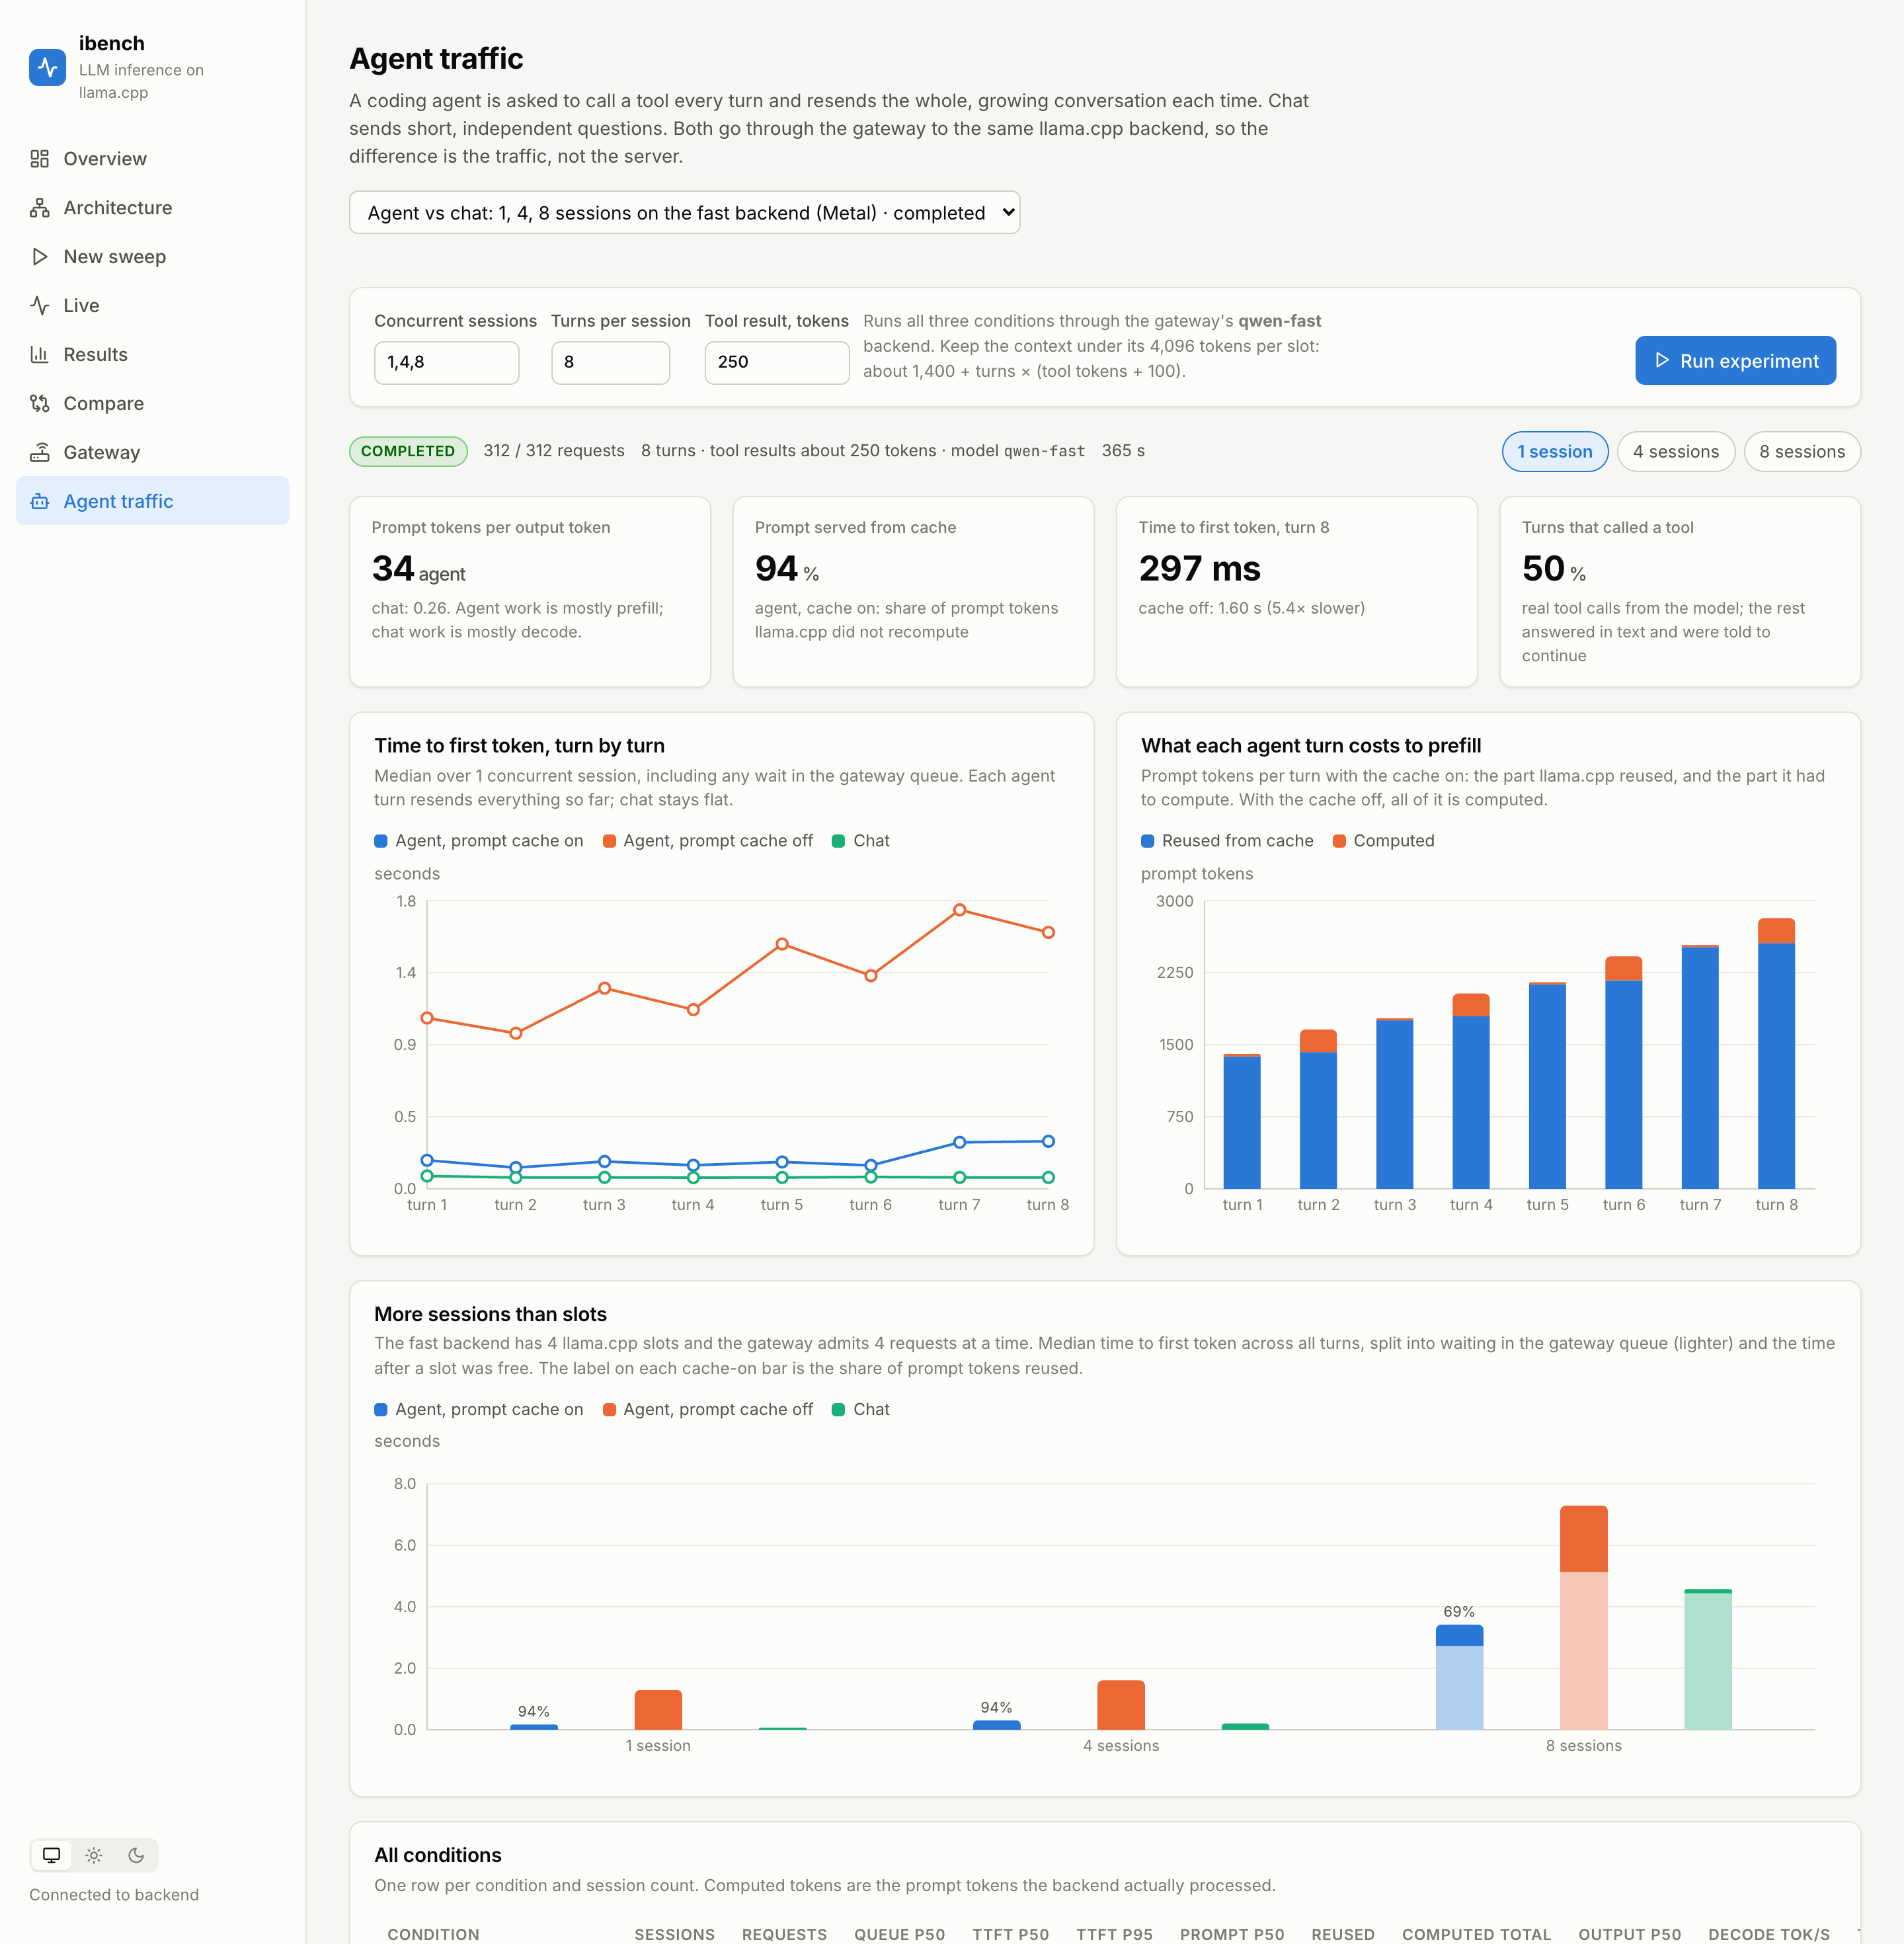 ibench
LLM inference on
llama.cpp
Overview
Architecture
New sweep
Live
Results
Compare
Gateway
Agent traffic
Connected to backend
Agent traffic
A coding agent is asked to call a tool every turn and resends the whole, growing conversation each time. Chat
sends short, independent questions. Both go through the gateway to the same llama.cpp backend, so the
difference is the traffic, not the server.
Agent vs chat: 1, 4, 8 sessions on the fast backend (Metal) · completed
Concurrent sessions
1,4,8
Turns per session
8
Tool result, tokens
250
Runs all three conditions through the gateway's qwen-fast
backend. Keep the context under its 4,096 tokens per slot:
about 1,400 + turns × (tool tokens + 100).
Run experiment
COMPLETED 312 / 312 requests 8 turns · tool results about 250 tokens · model qwen-fast 365 s
1 session 4 sessions 8 sessions
Prompt tokens per output token
34 agent
chat: 0.26. Agent work is mostly prefill;
chat work is mostly decode.
Prompt served from cache
94 %
agent, cache on: share of prompt tokens
llama.cpp did not recompute
Time to first token, turn 8
297 ms
cache off: 1.60 s (5.4× slower)
Turns that called a tool
50 %
real tool calls from the model; the rest
answered in text and were told to
continue
Time to first token, turn by turn
Median over 1 concurrent session, including any wait in the gateway queue. Each agent
turn resends everything so far; chat stays flat.
Agent, prompt cache on Agent, prompt cache off Chat
seconds
1.8
1.4
0.9
0.5
0.0
turn 1 turn 2 turn 3 turn 4 turn 5 turn 6 turn 7 turn 8
What each agent turn costs to prefill
Prompt tokens per turn with the cache on: the part llama.cpp reused, and the part it had
to compute. With the cache off, all of it is computed.
Reused from cache Computed
prompt tokens
3000
2250
1500
750
0
turn 1 turn 2 turn 3 turn 4 turn 5 turn 6 turn 7 turn 8
More sessions than slots
The fast backend has 4 llama.cpp slots and the gateway admits 4 requests at a time. Median time to first token across all turns, split into waiting in the gateway queue (lighter) and the time
after a slot was free. The label on each cache-on bar is the share of prompt tokens reused.
Agent, prompt cache on Agent, prompt cache off Chat
seconds
8.0
6.0
4.0
2.0
0.0
94% 94% 69%
1 session 4 sessions 8 sessions
All conditions
One row per condition and session count. Computed tokens are the prompt tokens the backend actually processed.
CONDITION SESSIONS REQUESTS QUEUE P50 TTFT P50 TTFT P95 PROMPT P50 REUSED COMPUTED TOTAL OUTPUT P50 DECODE TOK/S